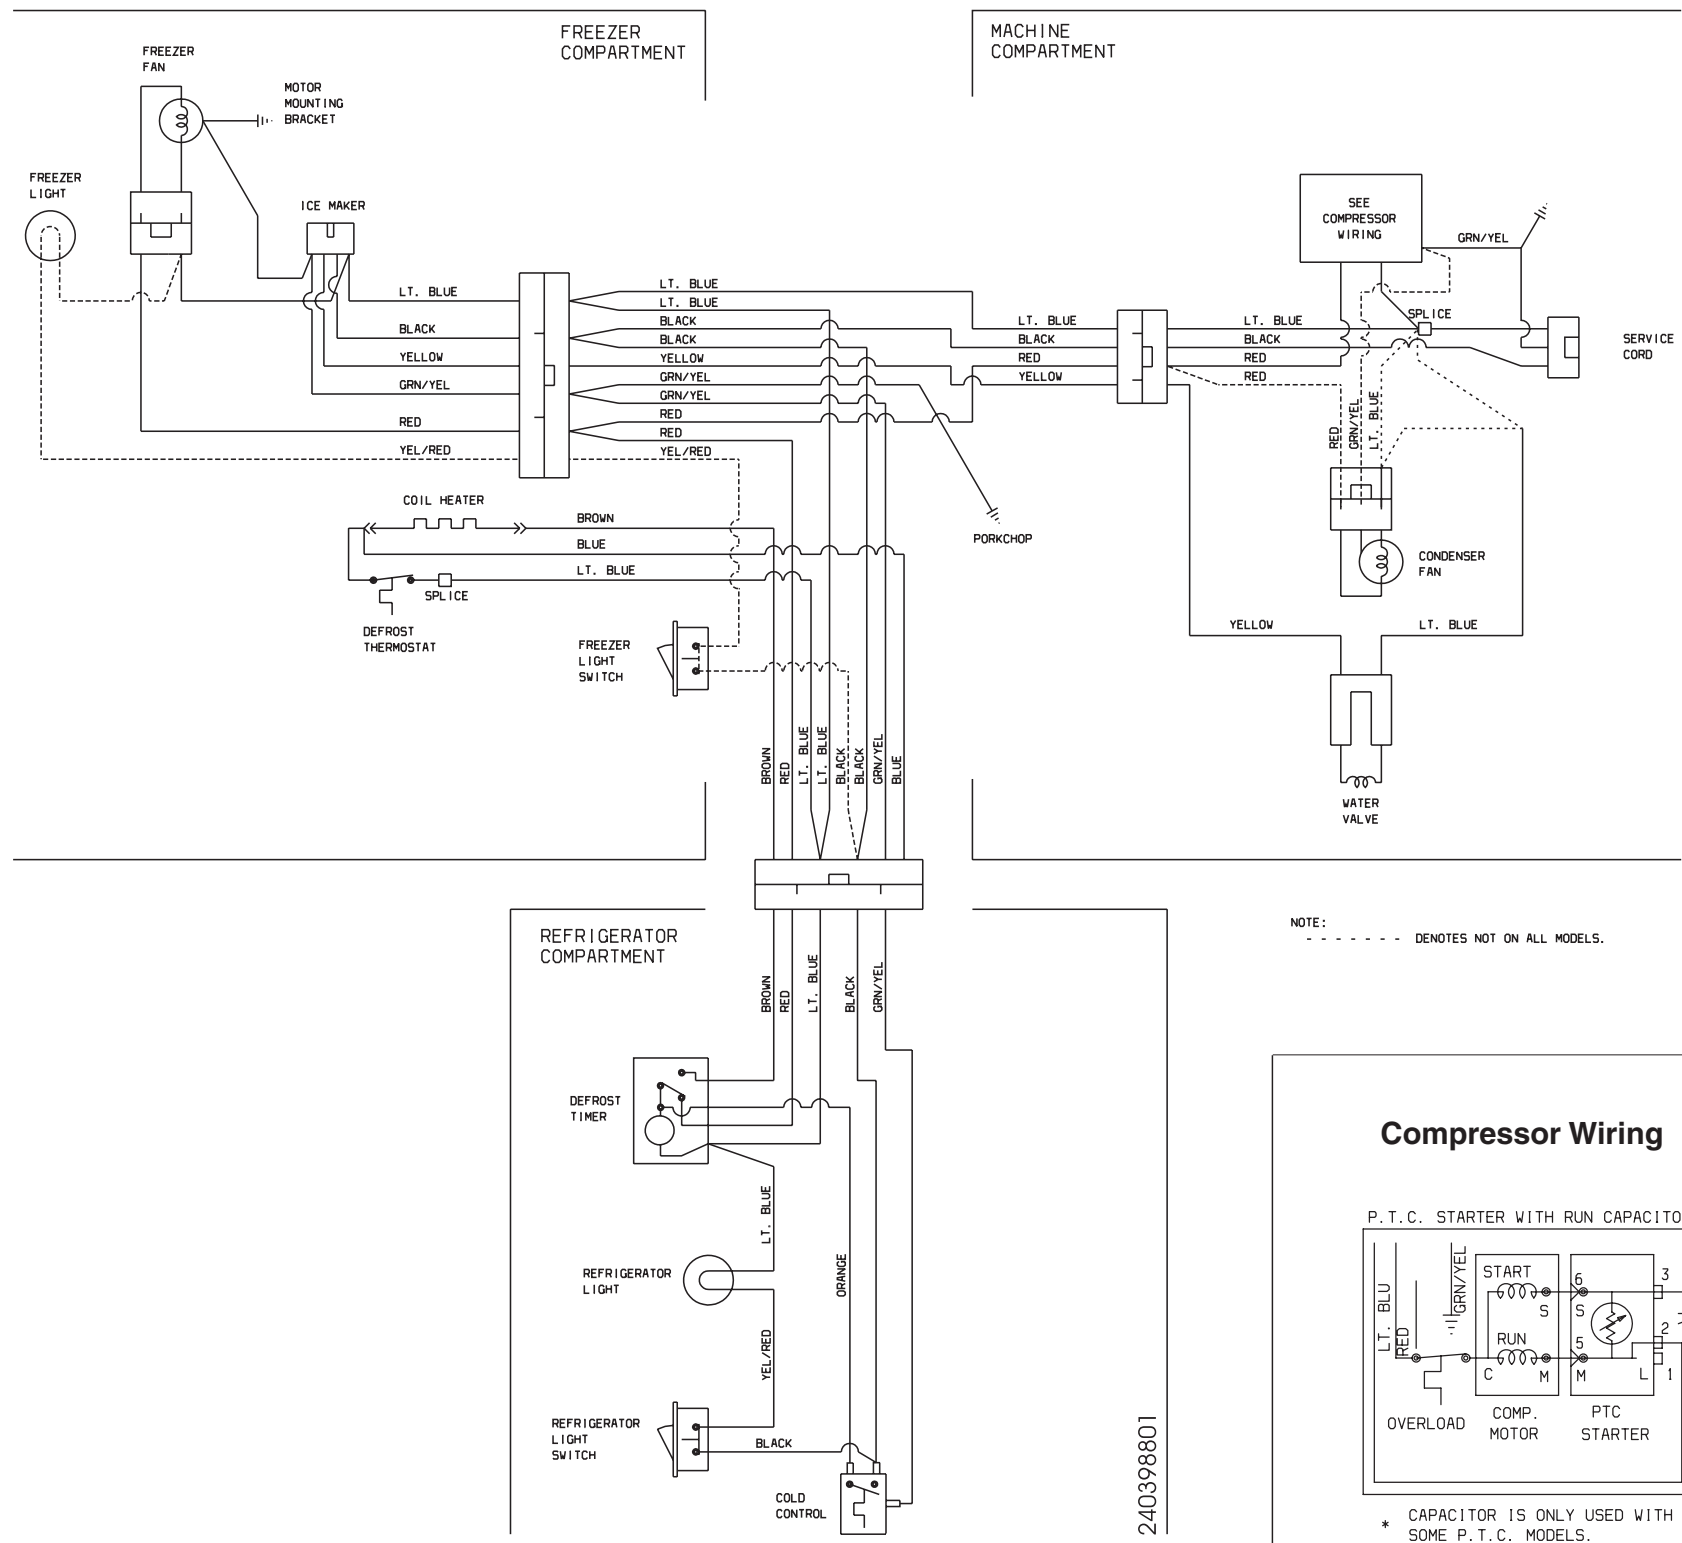 FREEZER
COMPARTMENT
FREEZER
FAN
MOTOR
MOUNTING
BRACKET
FREEZER
LIGHT
ICE MAKER
LT. BLUE
BLACK
YELLOW
GRN/YEL
RED
YEL/RED
LT. BLUE
LT. BLUE
BLACK
BLACK
YELLOW
GRN/YEL
GRN/YEL
RED
RED
YEL/RED
COIL HEATER
BROWN
BLUE
LT. BLUE
SPLICE
DEFROST
THERMOSTAT
FREEZER
LIGHT
SWITCH
PORKCHOP
BROWN
RED
LT. BLUE
LT. BLUE
BLACK
BLACK
GRN/YEL
BLUE
MACHINE
COMPARTMENT
SEE
COMPRESSOR
WIRING
GRN/YEL
LT. BLUE
BLACK
RED
YELLOW
LT. BLUE
BLACK
RED
RED
SPLICE
SERVICE
CORD
RED
GRN/YEL
LT. BLUE
CONDENSER
FAN
YELLOW
LT. BLUE
WATER
VALVE
NOTE:
- - - - - - - DENOTES NOT ON ALL MODELS.
REFRIGERATOR
COMPARTMENT
BROWN
RED
LT. BLUE
BLACK
GRN/YEL
DEFROST
TIMER
LT. BLUE
REFRIGERATOR
LIGHT
ORANGE
YEL/RED
REFRIGERATOR
LIGHT
SWITCH
BLACK
COLD
CONTROL
240398801
Compressor Wiring
P.T.C. STARTER WITH RUN CAPACITO
LT. BLU
RED
GRN/YEL
START
S
RUN
C
M
6
S
5
M
3
2
L
1
OVERLOAD
COMP.
MOTOR
PTC
STARTER
* CAPACITOR IS ONLY USED WITH
SOME P.T.C. MODELS.